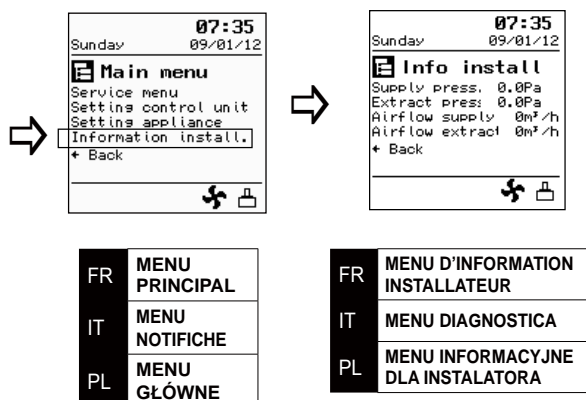 07:35
Sunday 09/01/12
Main menu
Service menu
Setting control unit
Setting appliance
Information install.
← Back
07:35
Sunday 09/01/12
Info install
Supply press. 0.0Pa
Extract press 0.0Pa
Airflow supply 0m³/h
Airflow extract 0m³/h
← Back
FR MENU
PRINCIPAL
IT MENU
NOTIFICHE
PL MENU
GŁÓWNE
FR MENU D'INFORMATION
INSTALLATEUR
IT MENU DIAGNOSTICA
PL MENU INFORMACYJNE
DLA INSTALATORA